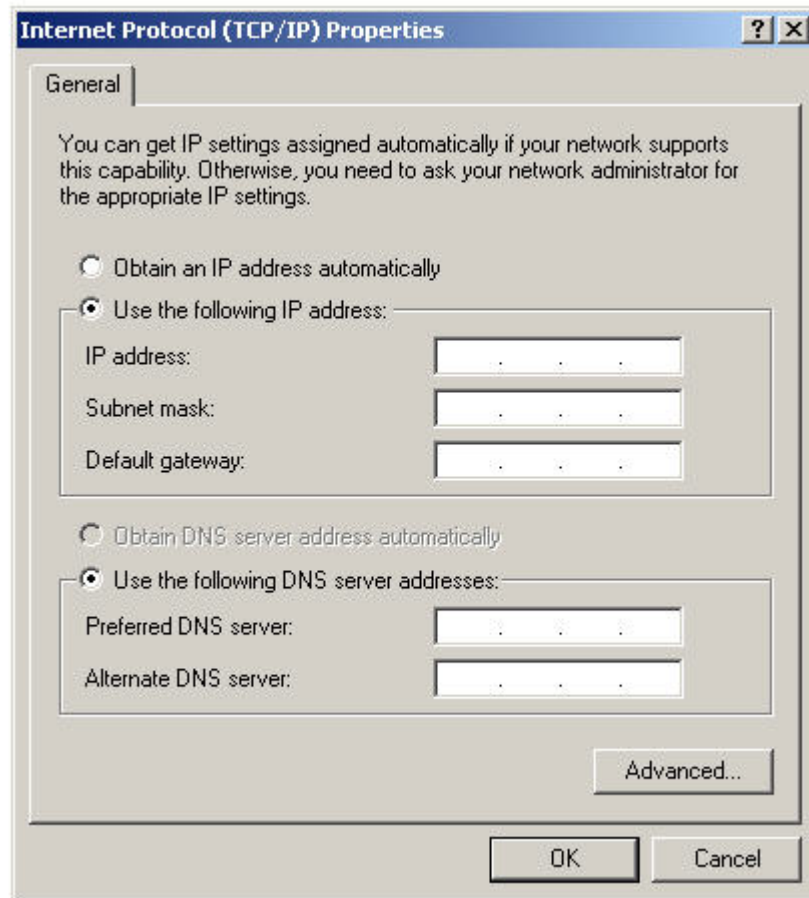 Internet Protocol (TCP/IP) Properties
General
You can get IP settings assigned automatically if your network supports
this capability. Otherwise, you need to ask your network administrator for
the appropriate IP settings.
Obtain an IP address automatically
Use the following IP address:
IP address:
Subnet mask:
Default gateway:
Obtain DNS server address automatically
Use the following DNS server addresses:
Preferred DNS server:
Alternate DNS server:
Advanced...
OK Cancel